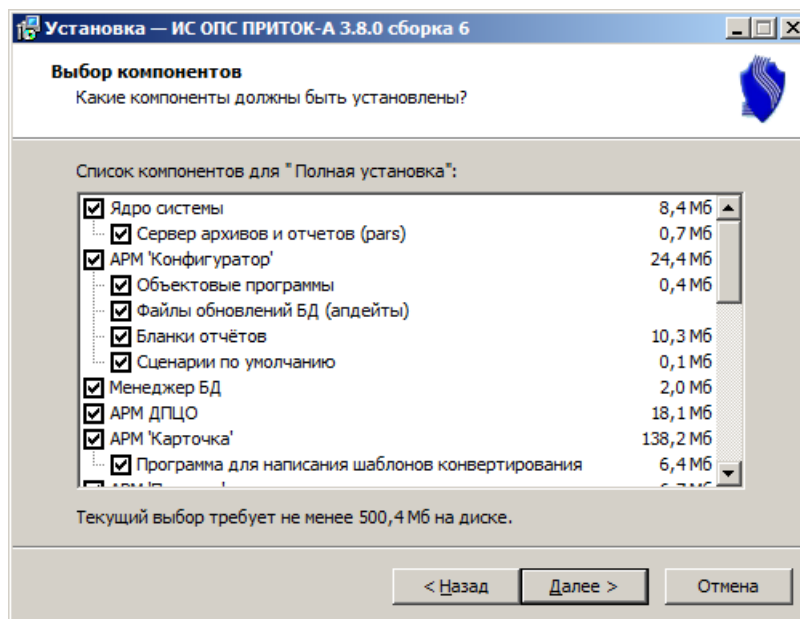 Установка — ИС ОПС ПРИТОК-А 3.8.0 сборка 6
Выбор компонентов
Какие компоненты должны быть установлены?
Список компонентов для "Полная установка":
Ядро системы 8,4 Мб
Сервер архивов и отчетов (pars) 0,7 Мб
АРМ 'Конфигуратор' 24,4 Мб
Объектовые программы 0,4 Мб
Файлы обновлений БД (апдейты)
Бланки отчётов 10,3 Мб
Сценарии по умолчанию 0,1 Мб
Менеджер БД 2,0 Мб
АРМ ДПЦО 18,1 Мб
АРМ 'Карточка' 138,2 Мб
Программа для написания шаблонов конвертирования 6,4 Мб
Текущий выбор требует не менее 500,4 Мб на диске.
< Назад Далее > Отмена